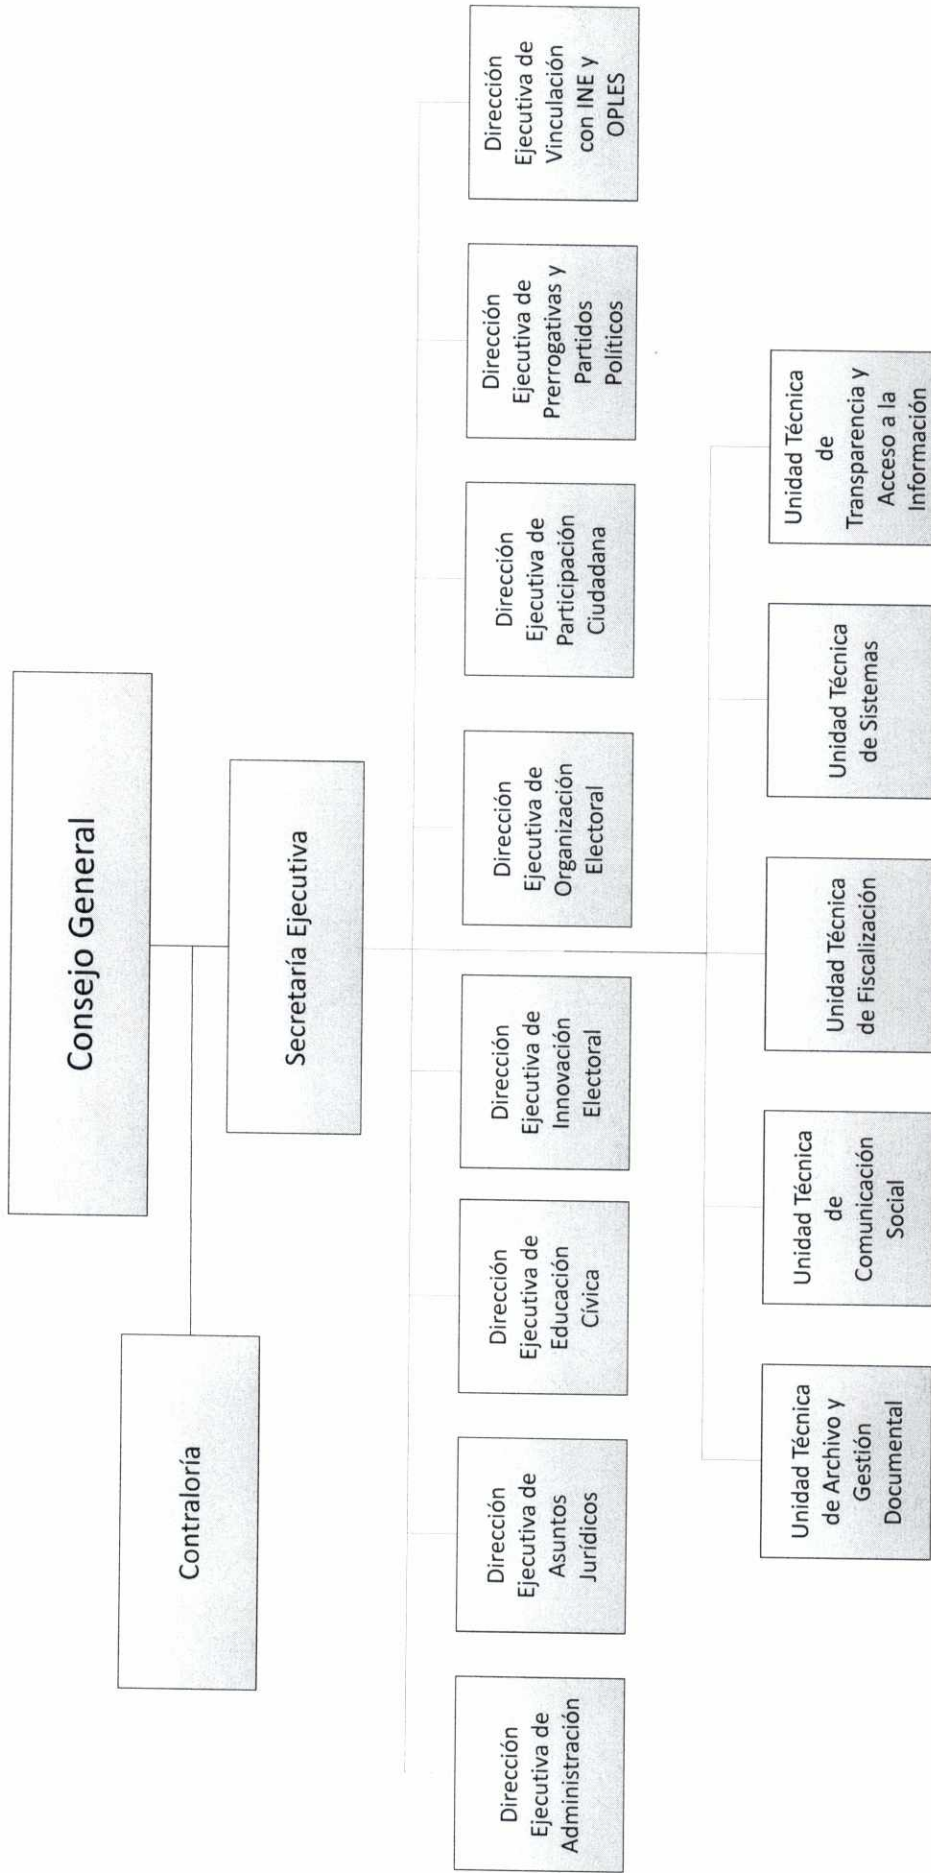 Consejo General
Contraloría
Secretaría Ejecutiva
Dirección
Ejecutiva de
Administración
Dirección
Ejecutiva de
Asuntos
Jurídicos
Dirección
Ejecutiva de
Educación
Cívica
Dirección
Ejecutiva de
Innovación
Electoral
Dirección
Ejecutiva de
Organización
Electoral
Dirección
Ejecutiva de
Participación
Ciudadana
Dirección
Ejecutiva de
Prerrogativas y
Partidos
Políticos
Dirección
Ejecutiva de
Vinculación
con INE y
OPLES
Unidad Técnica
de Archivo y
Gestión
Documental
Unidad Técnica
de
Comunicación
Social
Unidad Técnica
de Fiscalización
Unidad Técnica
de Sistemas
Unidad Técnica
de
Transparencia y
Acceso a la
Información